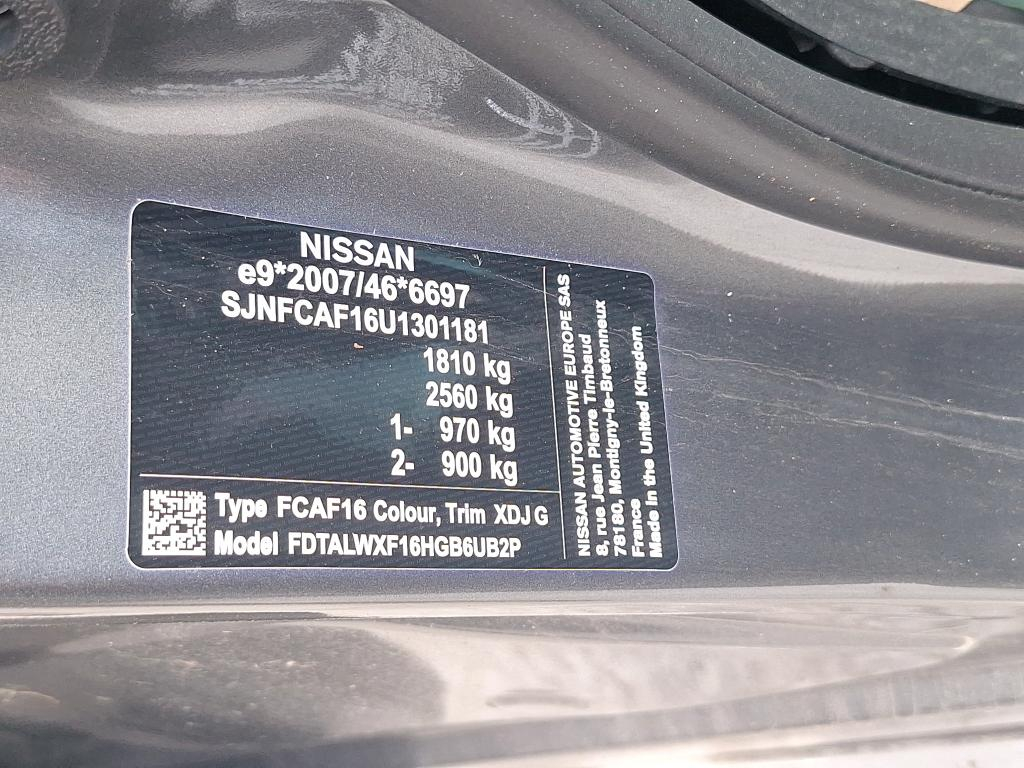 NISSAN
e9*2007/46*6697
SJNFCAF16U1301181
1810 kg
2560 kg
1- 970 kg
2- 900 kg
Type FCAF16 Colour, Trim XDJ G
Model FDTALWXF16HGB6UB2P
NISSAN AUTOMOTIVE EUROPE SAS
8, rue Jean Pierre Timbaud
78180, Montigny-le-Bretonneux
France
Made in the United Kingdom